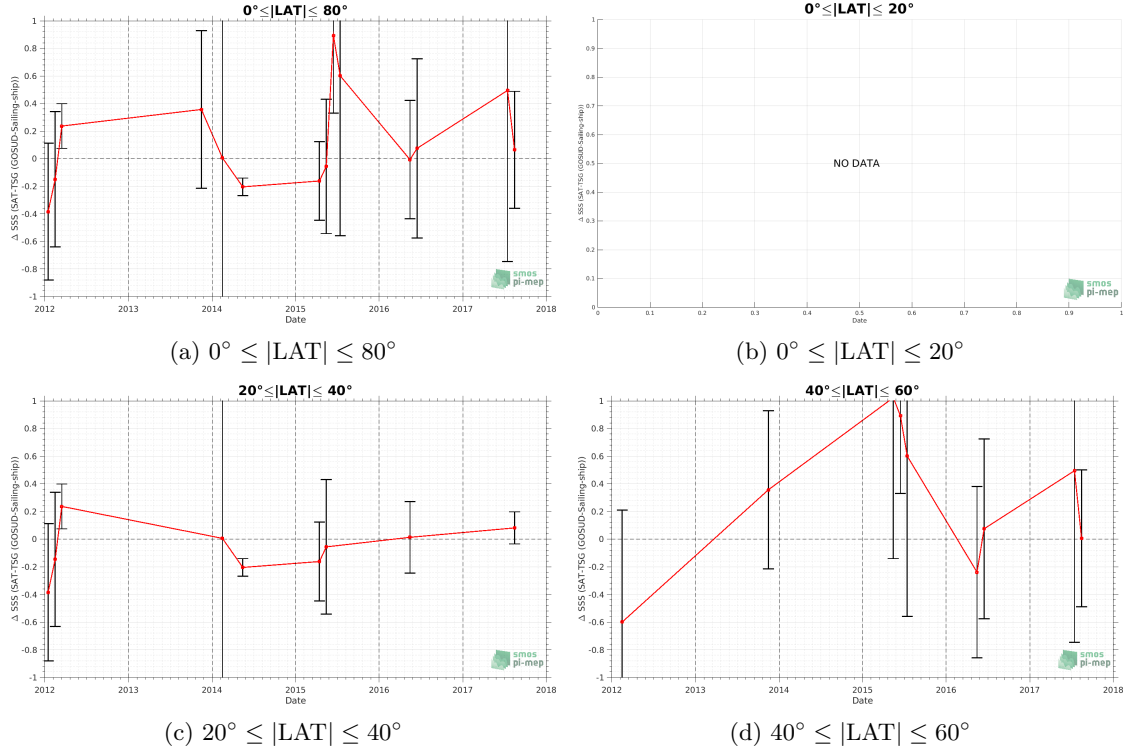 0°≤|LAT|≤ 80°
Δ SSS (SAT-TSG (GOSUD-Sailing-ship))
1
0.8
0.6
0.4
0.2
0
-0.2
-0.4
-0.6
-0.8
-1
2012 2013 2014 2015 2016 2017 2018
Date
smos
pi-mep
(a) 0° ≤ |LAT| ≤ 80°
0°≤|LAT|≤ 20°
Δ SSS (SAT-TSG (GOSUD-Sailing-ship))
1
0.9
0.8
0.7
0.6
0.5
0.4
0.3
0.2
0.1
0
NO DATA
0 0.1 0.2 0.3 0.4 0.5 0.6 0.7 0.8 0.9 1
Date
smos
pi-mep
(b) 0° ≤ |LAT| ≤ 20°
20°≤|LAT|≤ 40°
Δ SSS (SAT-TSG (GOSUD-Sailing-ship))
1
0.8
0.6
0.4
0.2
0
-0.2
-0.4
-0.6
-0.8
-1
2012 2013 2014 2015 2016 2017 2018
Date
smos
pi-mep
(c) 20° ≤ |LAT| ≤ 40°
40°≤|LAT|≤ 60°
Δ SSS (SAT-TSG (GOSUD-Sailing-ship))
1
0.8
0.6
0.4
0.2
0
-0.2
-0.4
-0.6
-0.8
-1
2012 2013 2014 2015 2016 2017 2018
Date
smos
pi-mep
(d) 40° ≤ |LAT| ≤ 60°